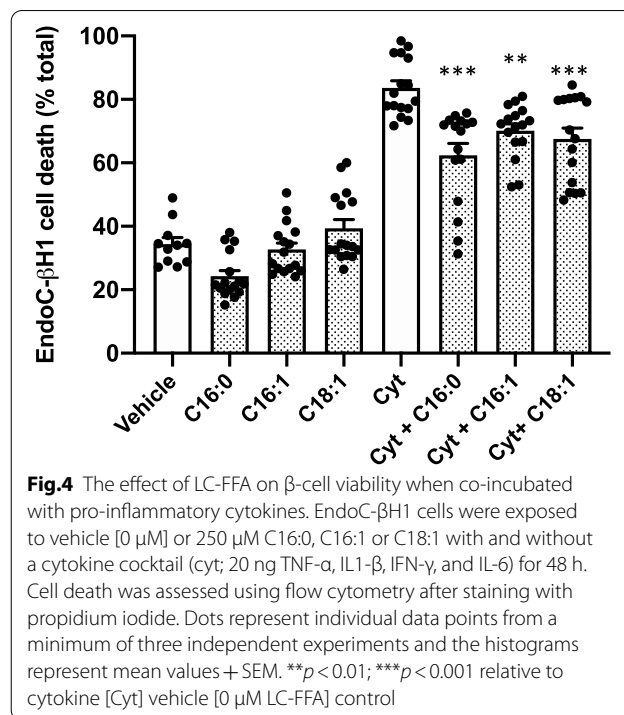 EndoC-βH1 cell death (% total)
100
80
60
40
20
0
***
**
***
Vehicle
C16:0
C16:1
C18:1
Cyt
Cyt + C16:0
Cyt + C16:1
Cyt+ C18:1
Fig.4 The effect of LC-FFA on β-cell viability when co-incubated
with pro-inflammatory cytokines. EndoC-βH1 cells were exposed
to vehicle [0 μM] or 250 μM C16:0, C16:1 or C18:1 with and without
a cytokine cocktail (cyt; 20 ng TNF-α, IL1-β, IFN-γ, and IL-6) for 48 h.
Cell death was assessed using flow cytometry after staining with
propidium iodide. Dots represent individual data points from a
minimum of three independent experiments and the histograms
represent mean values + SEM. **p < 0.01; ***p < 0.001 relative to
cytokine [Cyt] vehicle [0 μM LC-FFA] control